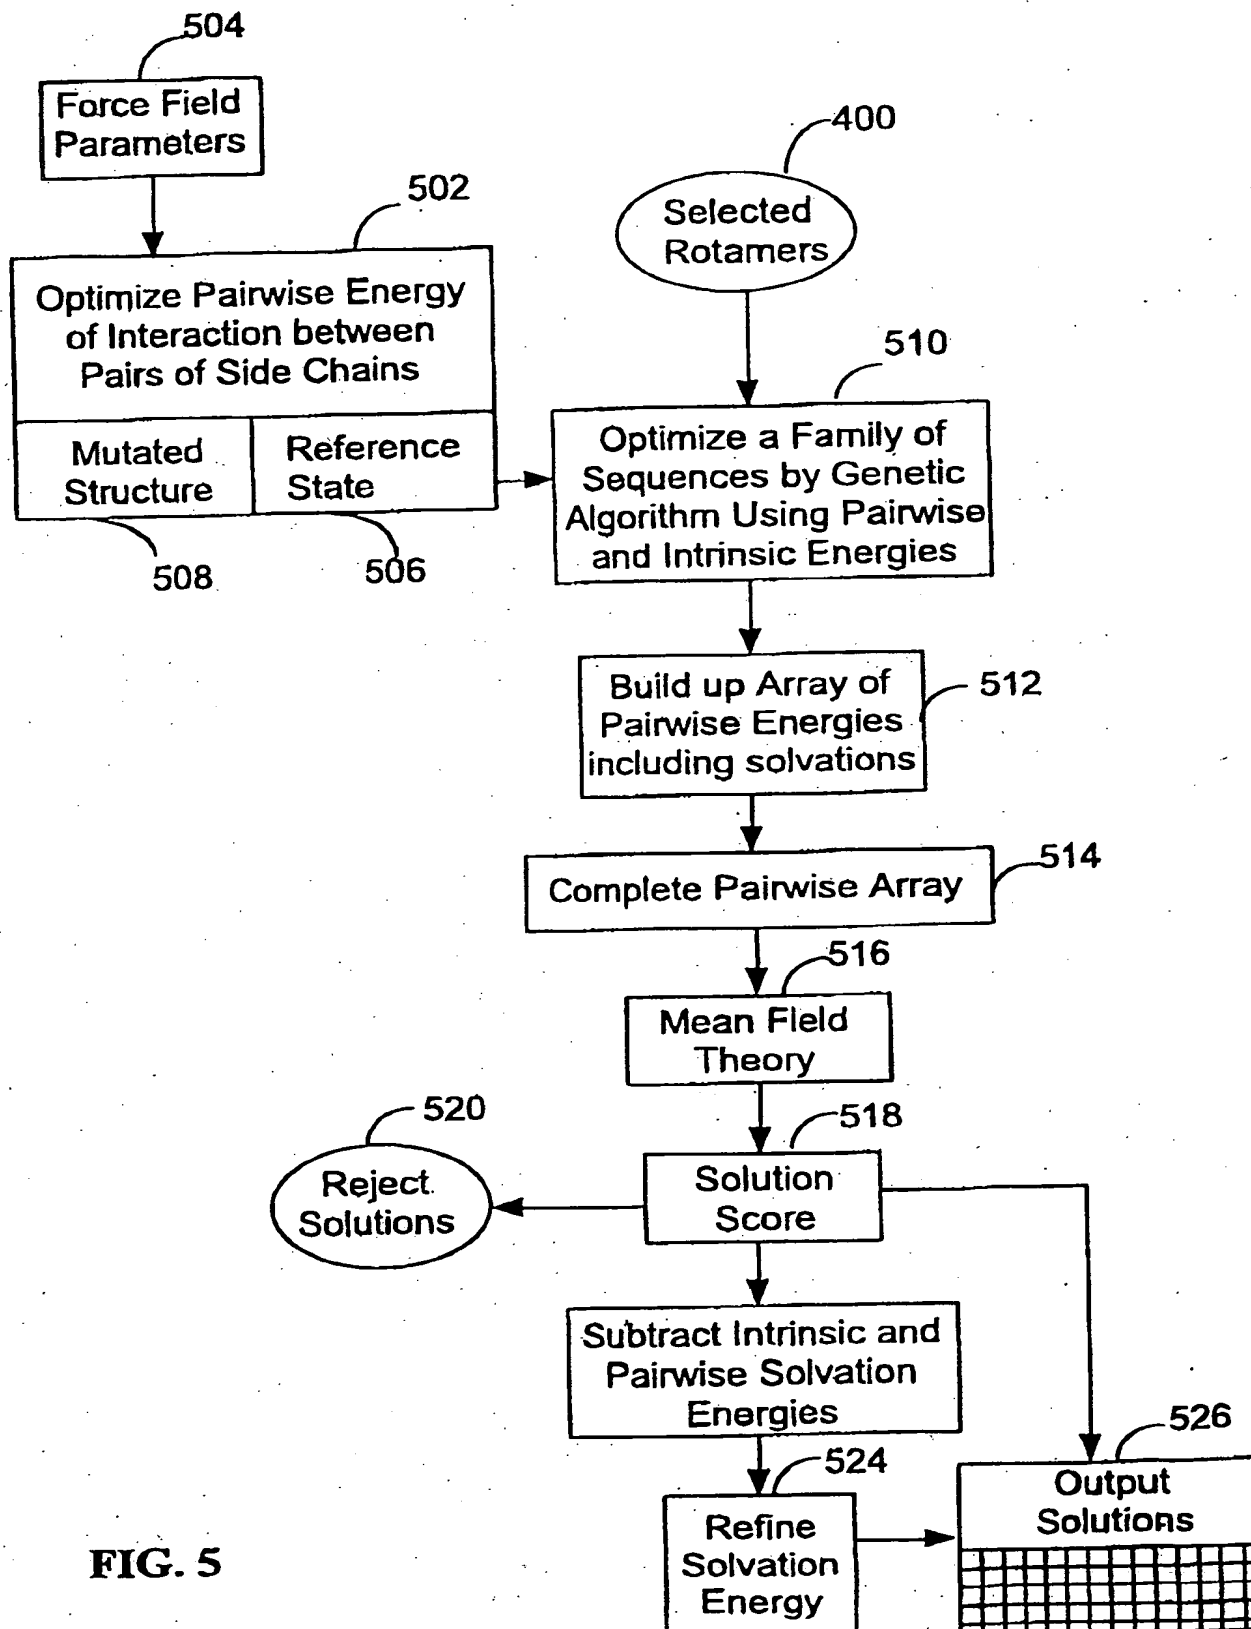 504
Force Field
Parameters
502
Optimize Pairwise Energy
of Interaction between
Pairs of Side Chains
Mutated
Structure
Reference
State
508
506
400
Selected
Rotamers
510
Optimize a Family of
Sequences by Genetic
Algorithm Using Pairwise
and Intrinsic Energies
Build up Array of
Pairwise Energies
including solvations
512
Complete Pairwise Array
514
516
Mean Field
Theory
518
Solution
Score
520
Reject
Solutions
Subtract Intrinsic and
Pairwise Solvation
Energies
524
Refine
Solvation
Energy
526
Output
Solutions
FIG. 5